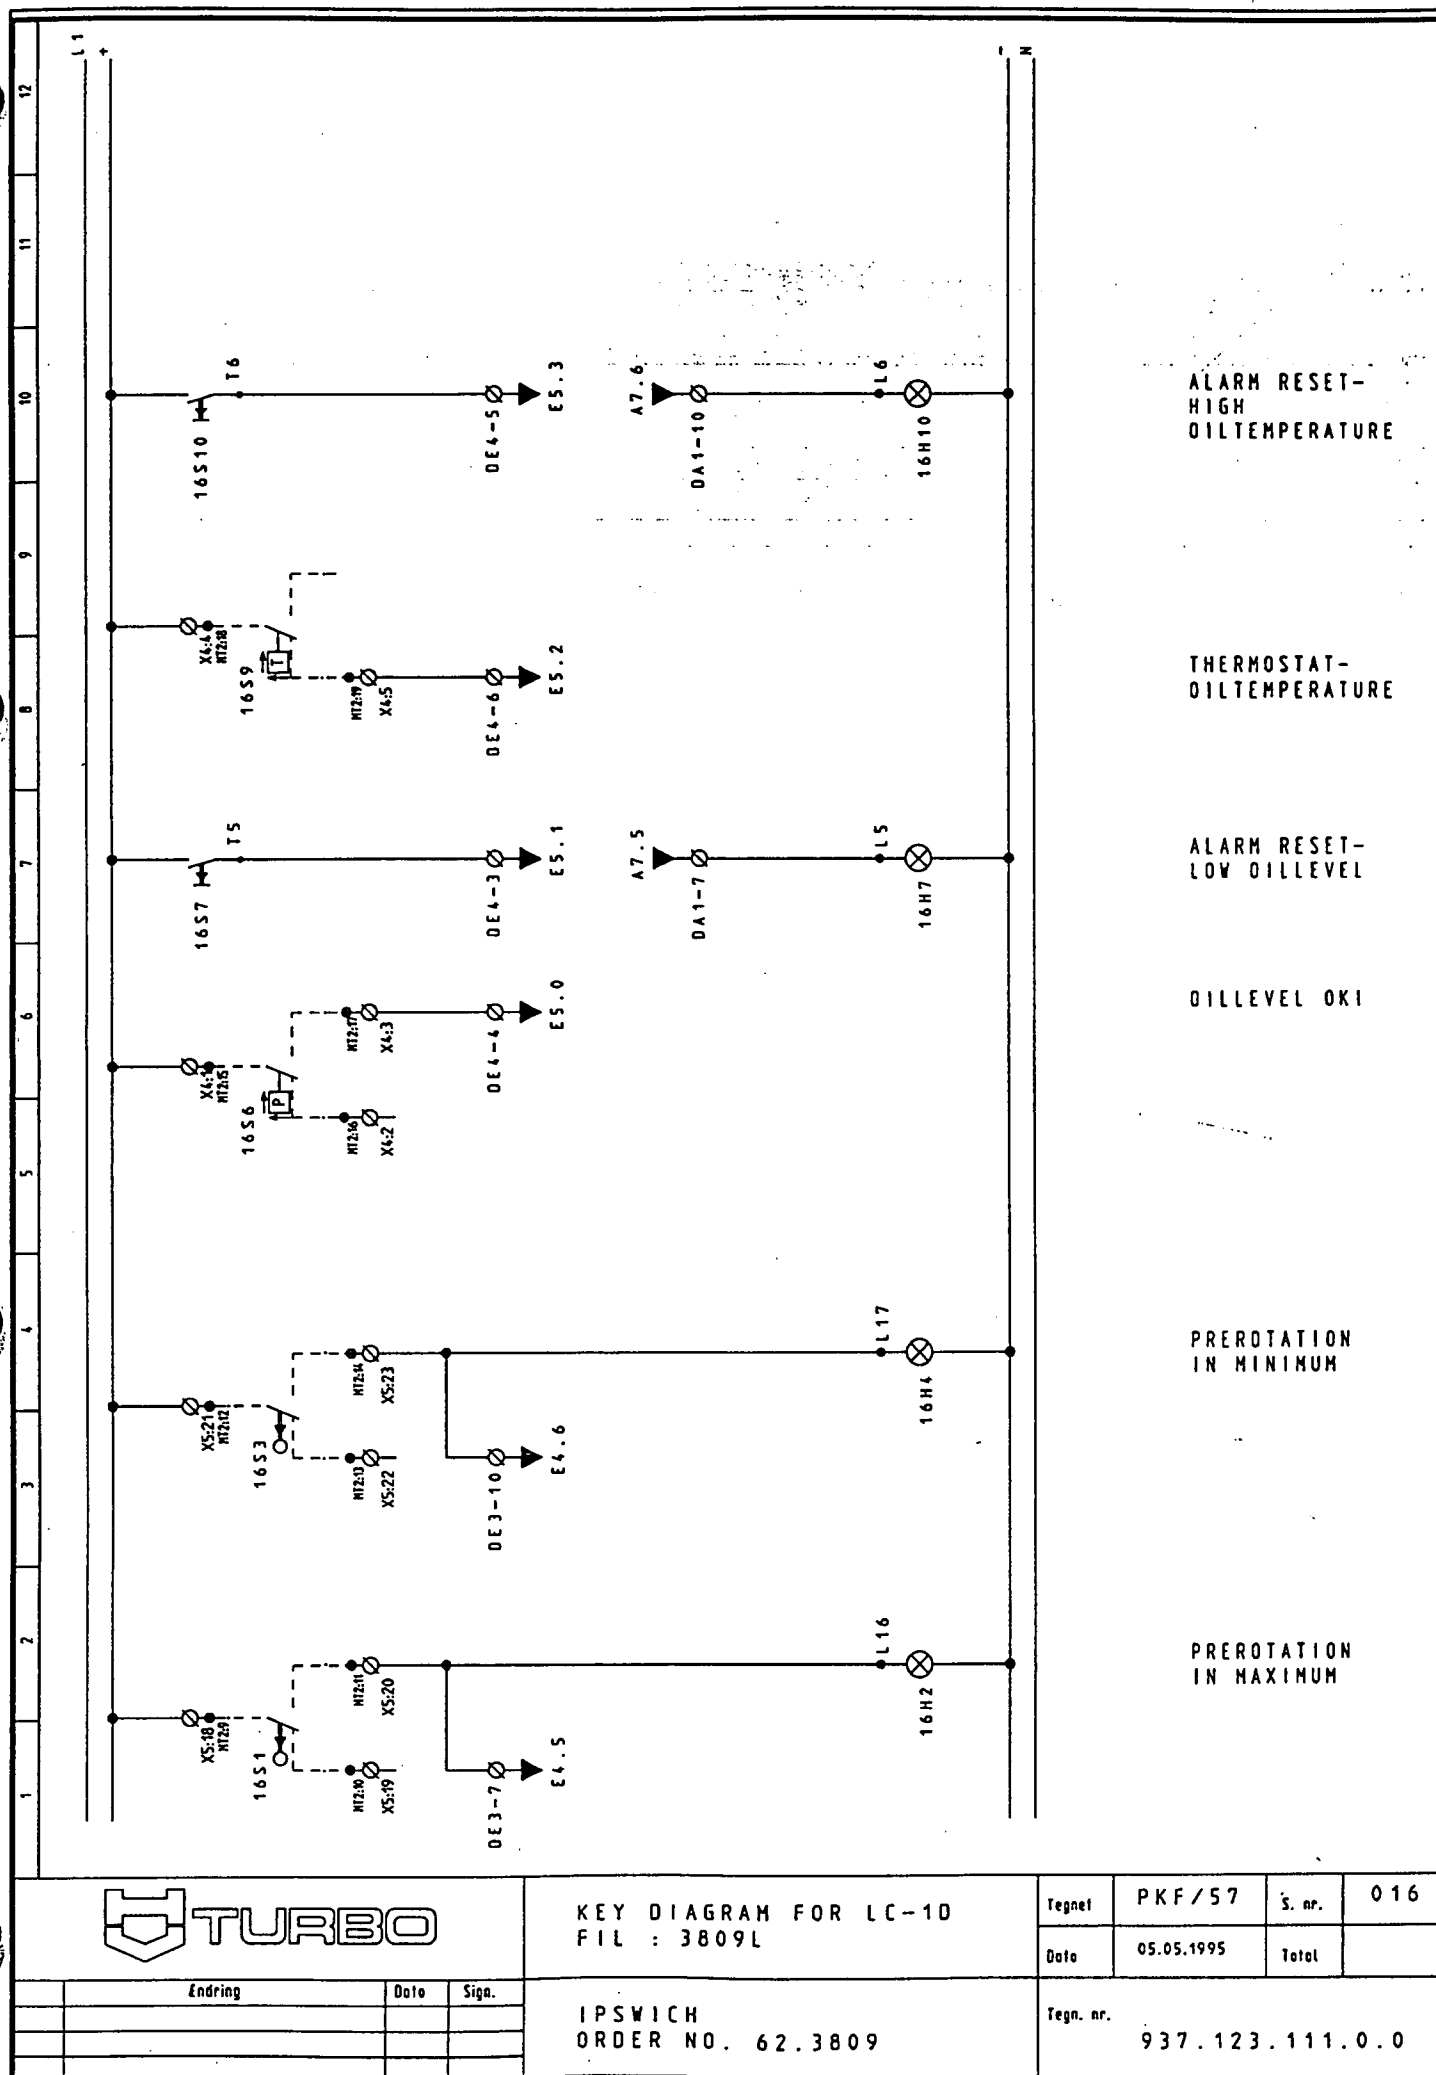 L1
+
-
N
12
11
10
9
8
7
6
5
4
3
2
1
16S10
T6
DE4-5
E5.3
A7.6
DA1-10
L6
16H10
ALARM RESET-
HIGH
OILTEMPERATURE
X4:4
MT2:18
16S9
T
MT2:19
X4:5
DE4-6
E5.2
THERMOSTAT-
OILTEMPERATURE
16S7
T5
DE4-3
E5.1
A7.5
DA1-7
L5
16H7
ALARM RESET-
LOW OILLEVEL
X4:1
MT2:15
16S6
P
MT2:17
X4:3
MT2:16
X4:2
DE4-4
E5.0
OILLEVEL OK1
X5:21
MT2:12
16S3
MT2:14
X5:23
MT2:13
X5:22
DE3-10
E4.6
L17
16H4
PREROTATION
IN MINIMUM
X5:18
MT2:9
16S1
MT2:11
X5:20
MT2:10
X5:19
DE3-7
E4.5
L16
16H2
PREROTATION
IN MAXIMUM
TURBO
KEY DIAGRAM FOR LC-1D
FIL : 3809L
Tegnet
PKF/57
S. nr.
016
Dato
05.05.1995
Total
Endring
Dato
Sign.
IPSWICH
ORDER NO. 62.3809
Tegn. nr.
937.123.111.0.0